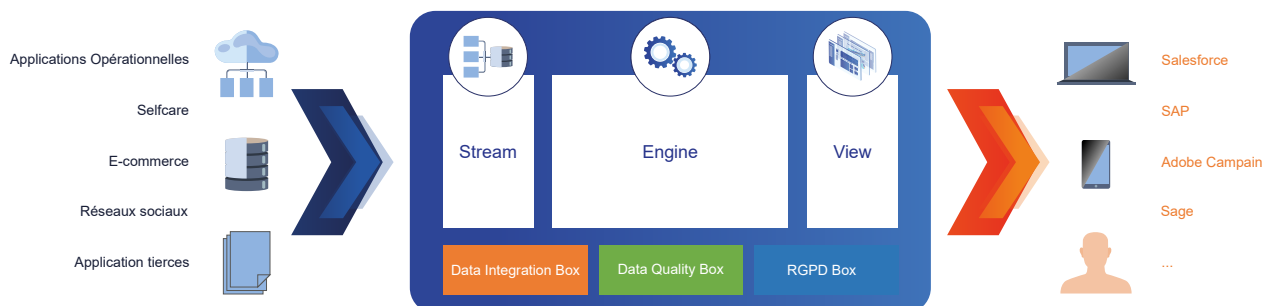 Applications Opérationnelles
Selfcare
E-commerce
Réseaux sociaux
Application tierces
Stream
Engine
View
Data Integration Box
Data Quality Box
RGPD Box
Salesforce
SAP
Adobe Campain
Sage
...